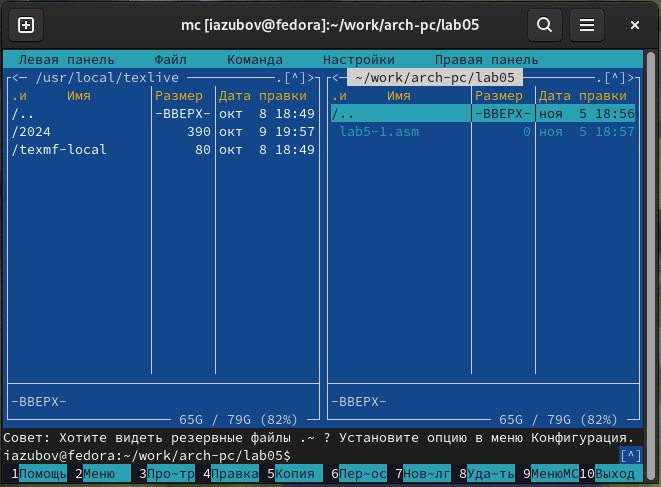 mc [iazubov@fedora]:~/work/arch-pc/lab05
Левая панель Файл Команда Настройки Правая панель
<─ /usr/local/texlive ─.[^]>
.и Имя Размер Дата правки
/.. -ВВЕРХ- окт 8 18:49
/2024 390 окт 9 19:57
/texmf-local 80 окт 8 18:49
-ВВЕРХ-
65G / 79G (82%)
<─ ~/work/arch-pc/lab05 ─.[^]>
.и Имя Размер Дата правки
/.. -ВВЕРХ- ноя 5 18:56
lab5-1.asm 0 ноя 5 18:57
-ВВЕРХ-
65G / 79G (82%)
Совет: Хотите видеть резервные файлы .~ ? Установите опцию в меню Конфигурация.
iazubov@fedora:~/work/arch-pc/lab05$ [^]
1Помощь 2Меню 3Про~тр 4Правка 5Копия 6Пер~ос 7Нов~лг 8Уда~ть 9МенюMC 10Выход